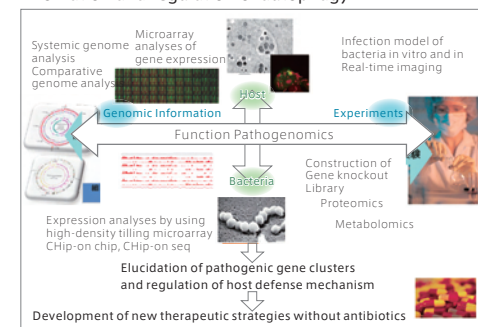 Systemic genome
analysis
Comparative
genome analysis
Microarray
analyses of
gene expression
Infection model of
bacteria in vitro and in
Real-time imaging
Host
Genomic Information
Experiments
Function Pathogenomics
Bacteria
Construction of
Gene knockout
Library
Proteomics
Metabolomics
Expression analyses by using
high-density tilling microarray
CHip-on chip, CHip-on seq
Elucidation of pathogenic gene clusters
and regulation of host defense mechanism
Development of new therapeutic strategies without antibiotics